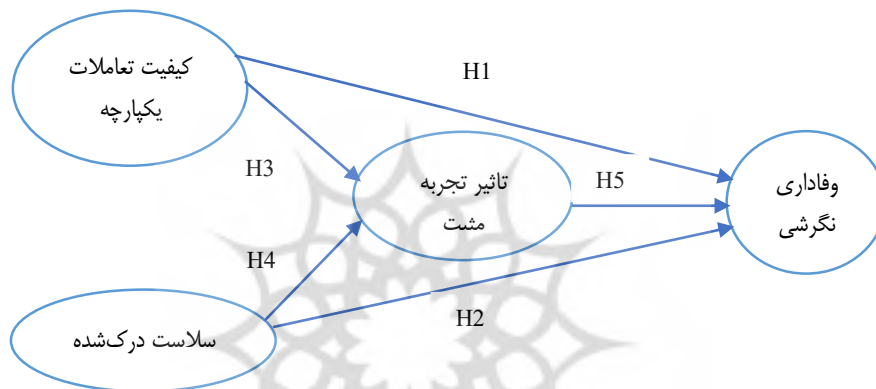 کیفیت تعاملات
یکپارچه
H1
H3
تاثیر تجربه
مثبت
H5
وفاداری
نگرشی
H4
H2
سلاست درک‌شده